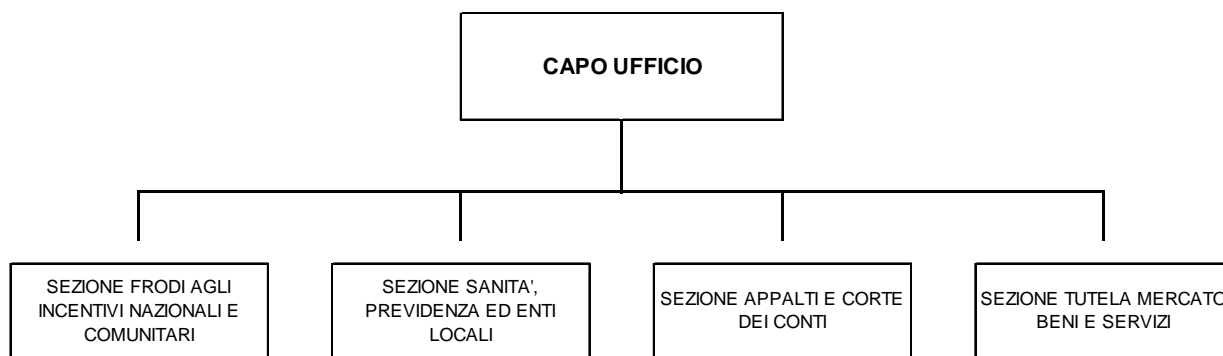 CAPO UFFICIO
SEZIONE FRODI AGLI
INCENTIVI NAZIONALI E
COMUNITARI
SEZIONE SANITA',
PREVIDENZA ED ENTI
LOCALI
SEZIONE APPALTI E CORTE
DEI CONTI
SEZIONE TUTELA MERCATO
BENI E SERVIZI